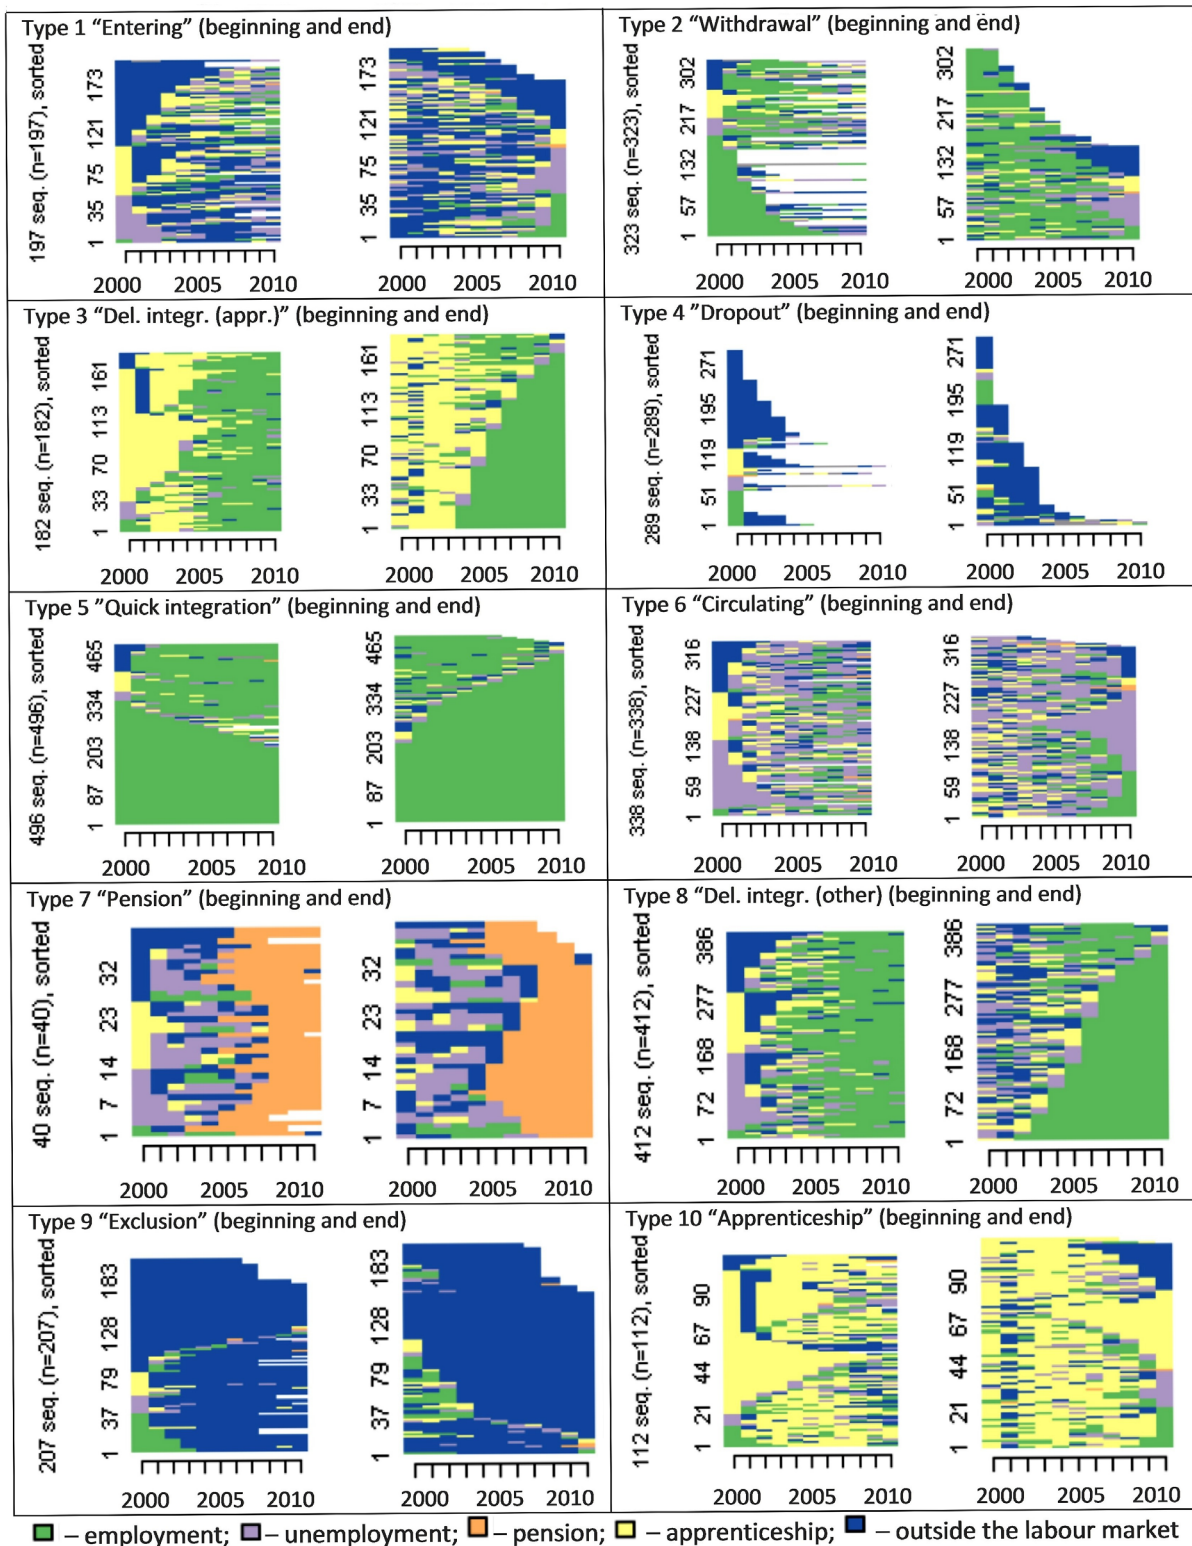 Type 1 “Entering” (beginning and end)
197 seq. (n=197), sorted
1 35 75 121 173
1 35 75 121 173
2000 2005 2010
2000 2005 2010
Type 2 “Withdrawal” (beginning and end)
323 seq. (n=323), sorted
1 57 132 217 302
1 57 132 217 302
2000 2005 2010
2000 2005 2010
Type 3 “Del. integr. (appr.)” (beginning and end)
182 seq. (n=182), sorted
1 33 70 113 161
1 33 70 113 161
2000 2005 2010
2000 2005 2010
Type 4 ”Dropout” (beginning and end)
289 seq. (n=289), sorted
1 51 119 195 271
1 51 119 195 271
2000 2005 2010
2000 2005 2010
Type 5 ”Quick integration” (beginning and end)
496 seq. (n=496), sorted
1 87 203 334 465
1 87 203 334 465
2000 2005 2010
2000 2005 2010
Type 6 “Circulating” (beginning and end)
338 seq. (n=338), sorted
1 59 138 227 316
1 59 138 227 316
2000 2005 2010
2000 2005 2010
Type 7 “Pension” (beginning and end)
40 seq. (n=40), sorted
1 7 14 23 32
1 7 14 23 32
2000 2005 2010
2000 2005 2010
Type 8 “Del. integr. (other) (beginning and end)
412 seq. (n=412), sorted
1 72 168 277 386
1 72 168 277 386
2000 2005 2010
2000 2005 2010
Type 9 “Exclusion” (beginning and end)
207 seq. (n=207), sorted
1 37 79 128 183
1 37 79 128 183
2000 2005 2010
2000 2005 2010
Type 10 “Apprenticeship” (beginning and end)
112 seq. (n=112), sorted
1 21 44 67 90
1 21 44 67 90
2000 2005 2010
2000 2005 2010
– employment; – unemployment; – pension; – apprenticeship; – outside the labour market